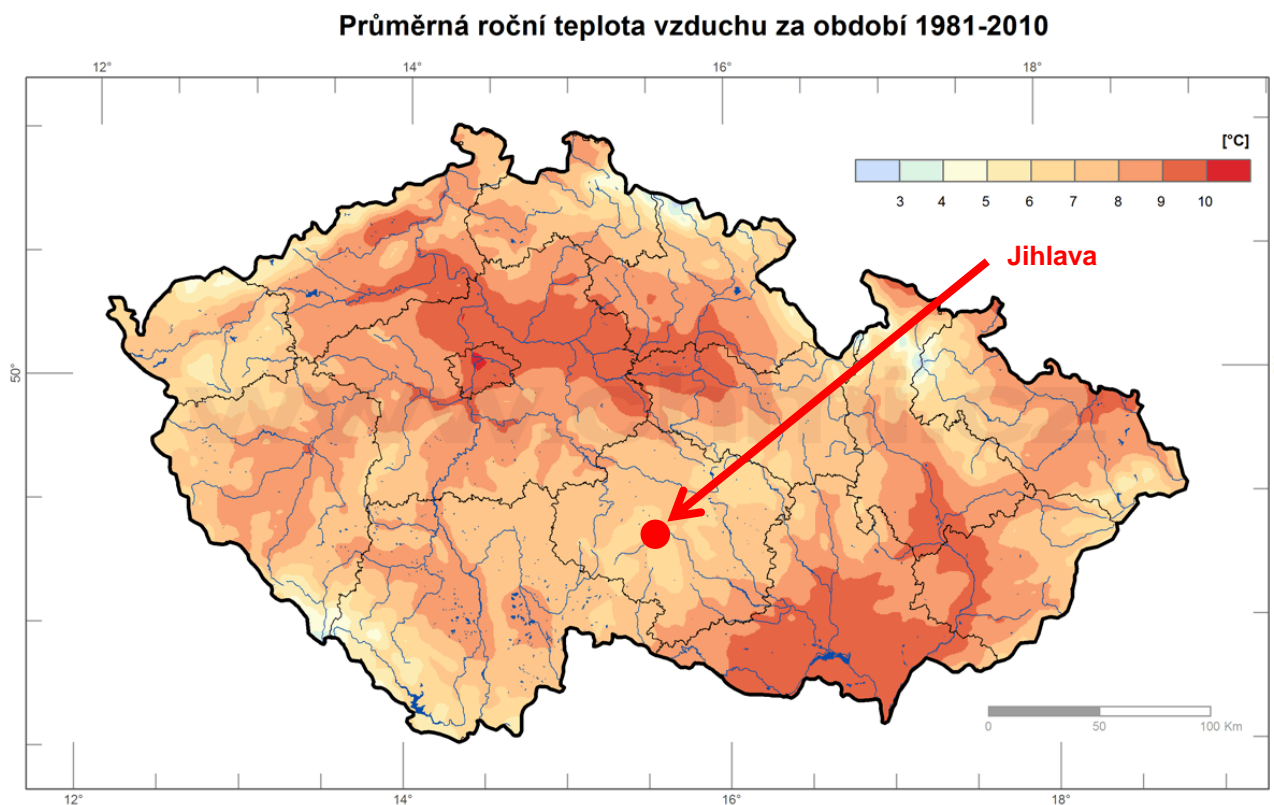 Průměrná roční teplota vzduchu za období 1981-2010
12° 14° 16° 18°
[°C]
3 4 5 6 7 8 9 10
Jihlava
50°
0 50 100 Km
12° 14° 16° 18°